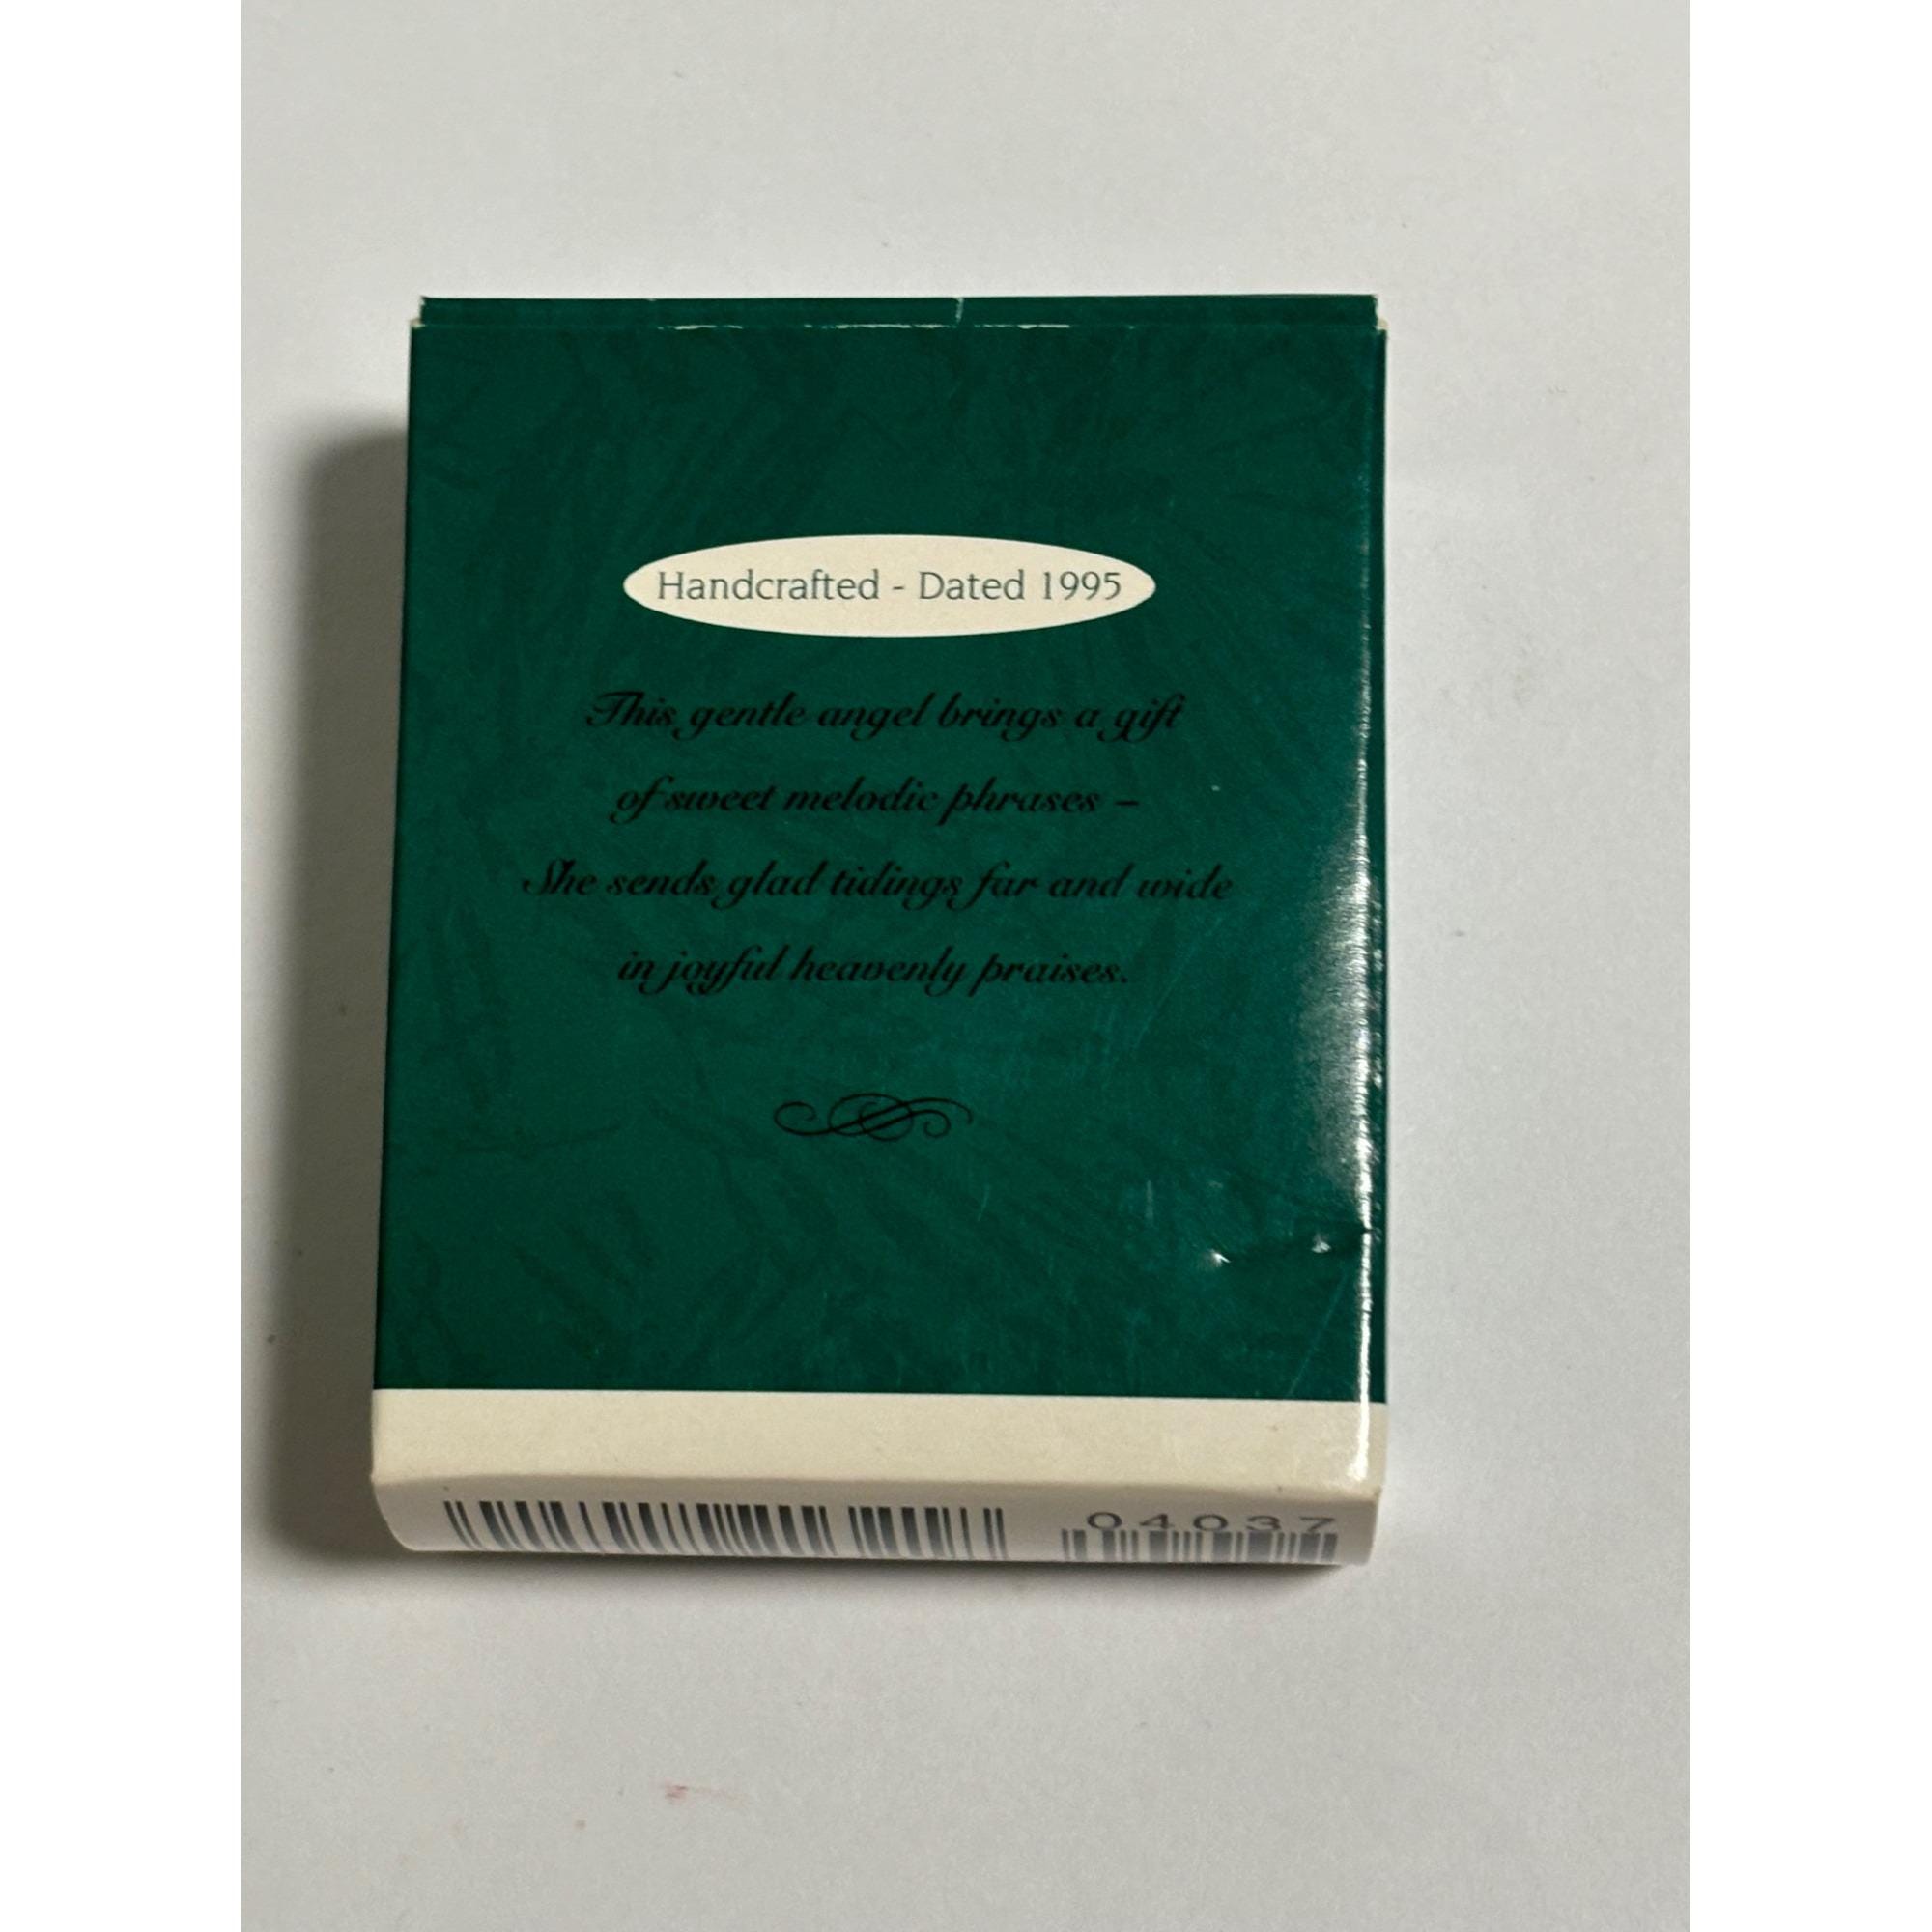 Handcrafted - Dated 1995
This gentle angel brings a gift
of sweet melodic phrases –
She sends glad tidings far and wide
in joyful heavenly praises.
04037